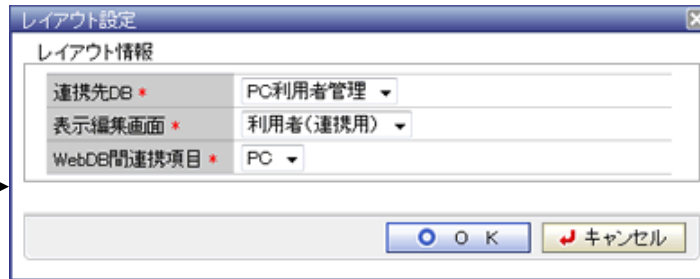 レイアウト設定
レイアウト情報
連携先DB * PC利用者管理
表示編集画面 * 利用者(連携用)
WebDB間連携項目 * PC
O K キャンセル